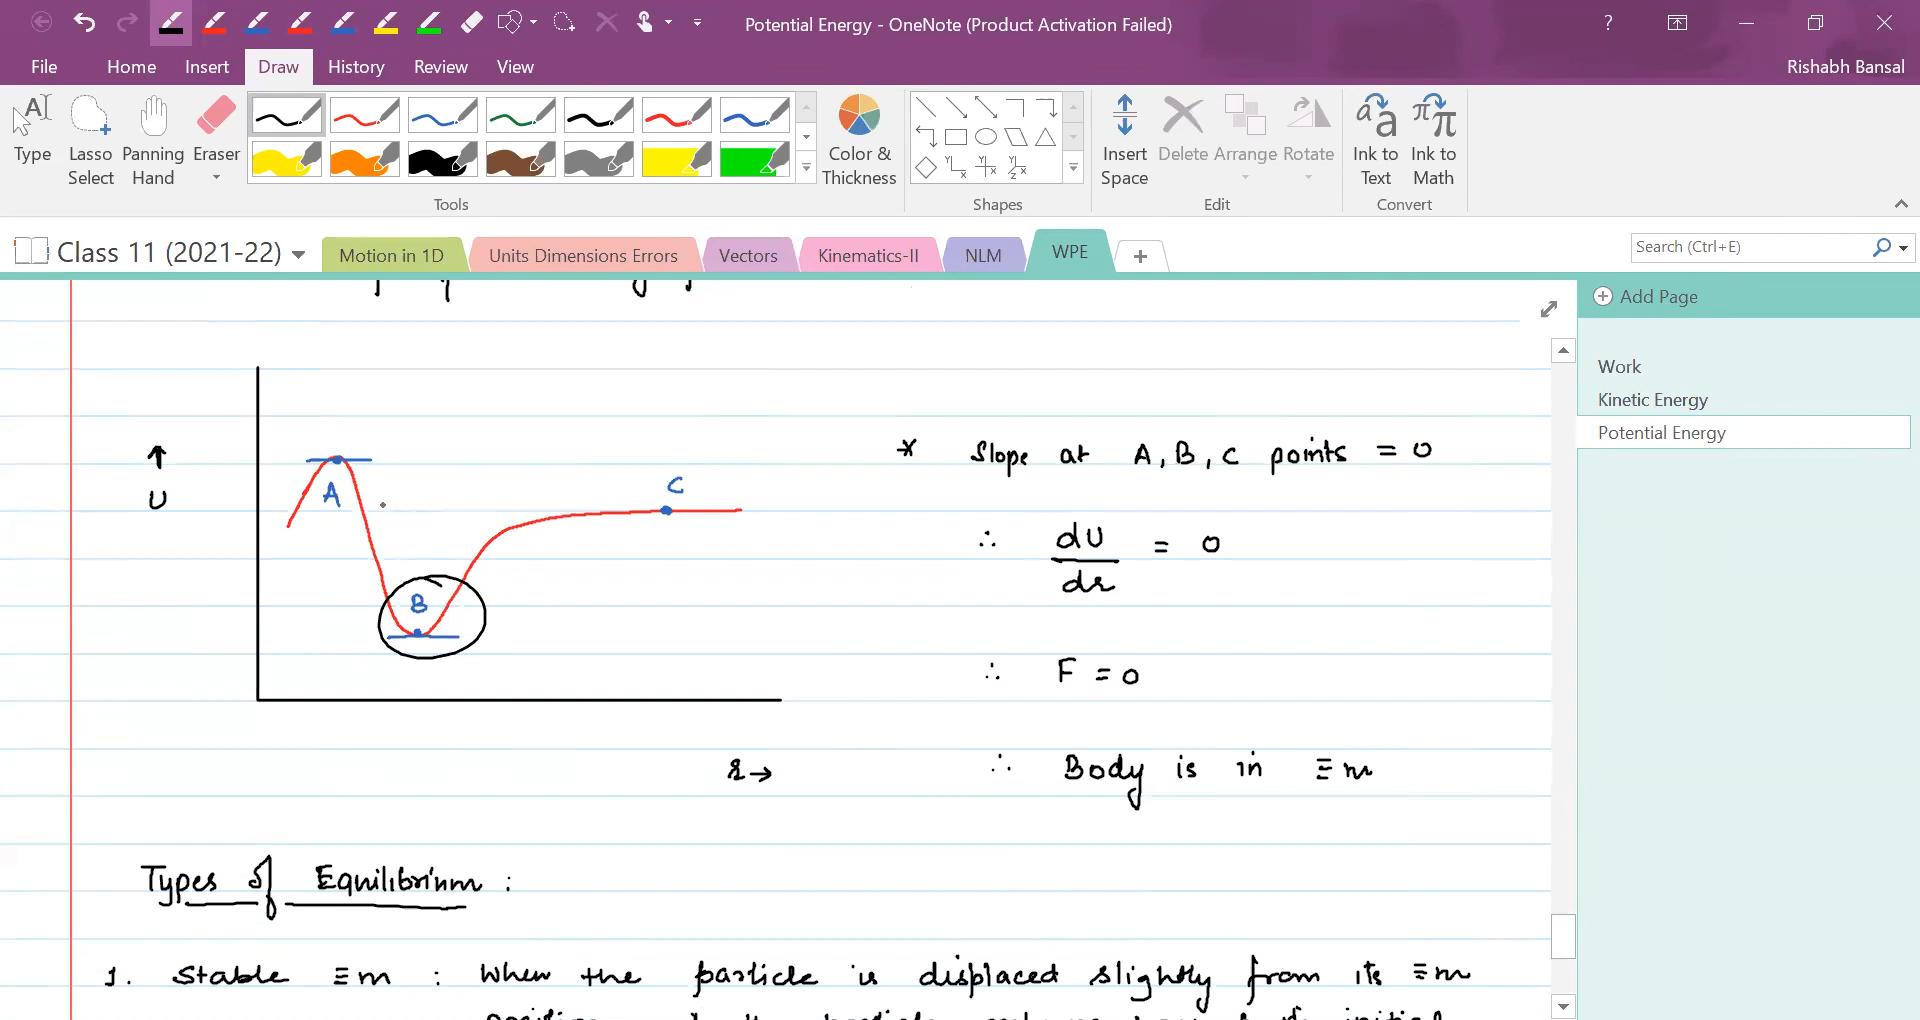 Potential Energy - OneNote (Product Activation Failed)
?
File Home Insert Draw History Review View
Rishabh Bansal
Type
Lasso Select
Panning Hand
Eraser
Color & Thickness
Insert Space
Delete
Arrange
Rotate
Ink to Text
Ink to Math
Tools
Shapes
Edit
Convert
Class 11 (2021-22)
Motion in 1D
Units Dimensions Errors
Vectors
Kinematics-II
NLM
WPE
Search (Ctrl+E)
Add Page
Work
Kinetic Energy
Potential Energy
↑
U
A
B
C
r→
* Slope at A, B, C points = 0
∴ dU/dr = 0
∴ F = 0
∴ Body is in Ξm
Types of Equilibrium :
1. Stable Ξm : When the particle is displaced slightly from its Ξm